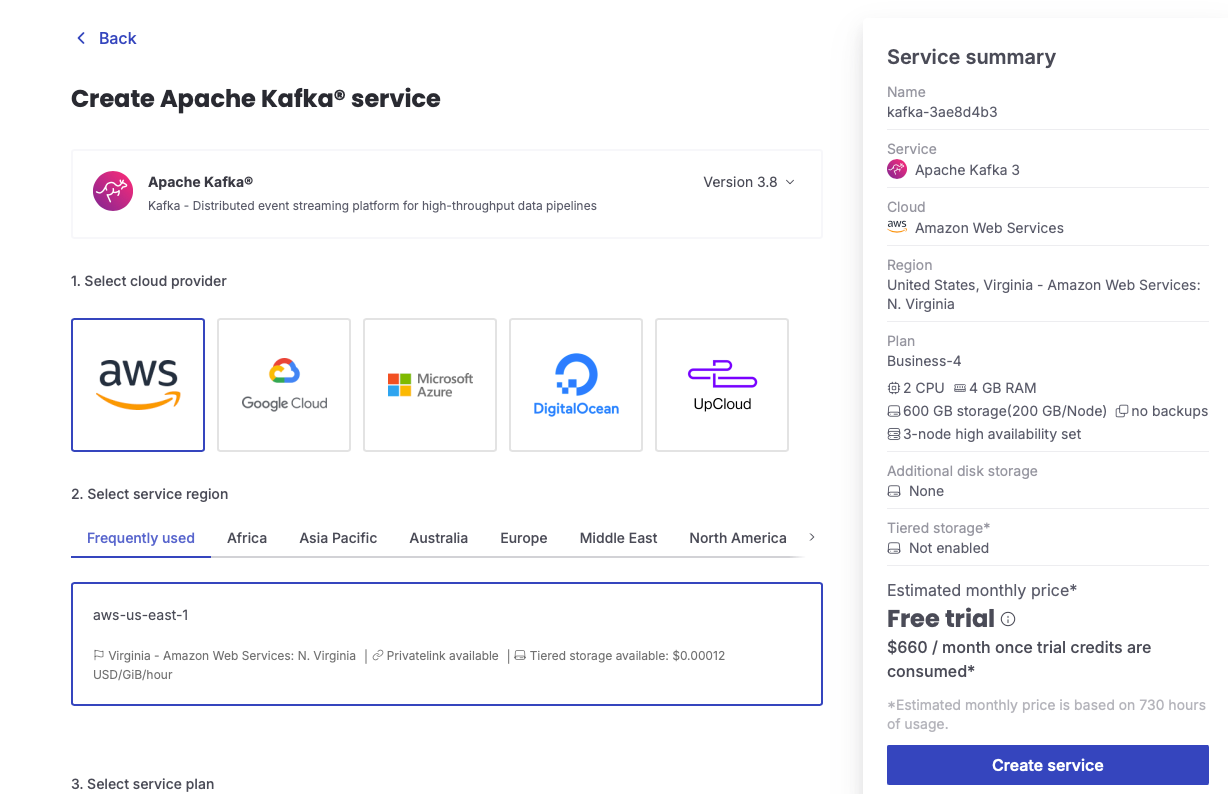 Back
Create Apache Kafka® service
Apache Kafka®
Version 3.8
Kafka - Distributed event streaming platform for high-throughput data pipelines
1. Select cloud provider
aws
Google Cloud
Microsoft
Azure
DigitalOcean
UpCloud
2. Select service region
Frequently used
Africa
Asia Pacific
Australia
Europe
Middle East
North America
aws-us-east-1
Virginia - Amazon Web Services: N. Virginia | Privatelink available | Tiered storage available: $0.00012
USD/GiB/hour
3. Select service plan
Service summary
Name
kafka-3ae8d4b3
Service
Apache Kafka 3
Cloud
aws Amazon Web Services
Region
United States, Virginia - Amazon Web Services:
N. Virginia
Plan
Business-4
2 CPU 4 GB RAM
600 GB storage(200 GB/Node) no backups
3-node high availability set
Additional disk storage
None
Tiered storage*
Not enabled
Estimated monthly price*
Free trial
$660 / month once trial credits are
consumed*
*Estimated monthly price is based on 730 hours
of usage.
Create service